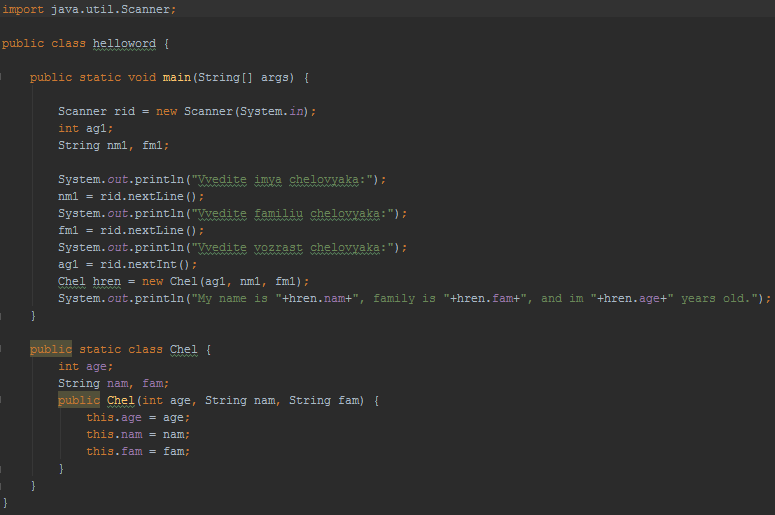 import java.util.Scanner;
public class helloword {
public static void main(String[] args) {
Scanner rid = new Scanner(System.in);
int ag1;
String nm1, fm1;
System.out.println("Vvedite imya chelovyaka:");
nm1 = rid.nextLine();
System.out.println("Vvedite familiu chelovyaka:");
fm1 = rid.nextLine();
System.out.println("Vvedite vozrast chelovyaka:");
ag1 = rid.nextInt();
Chel hren = new Chel(ag1, nm1, fm1);
System.out.println("My name is "+hren.nam+", family is "+hren.fam+", and im "+hren.age+" years old.");
}
public static class Chel {
int age;
String nam, fam;
public Chel(int age, String nam, String fam) {
this.age = age;
this.nam = nam;
this.fam = fam;
}
}
}